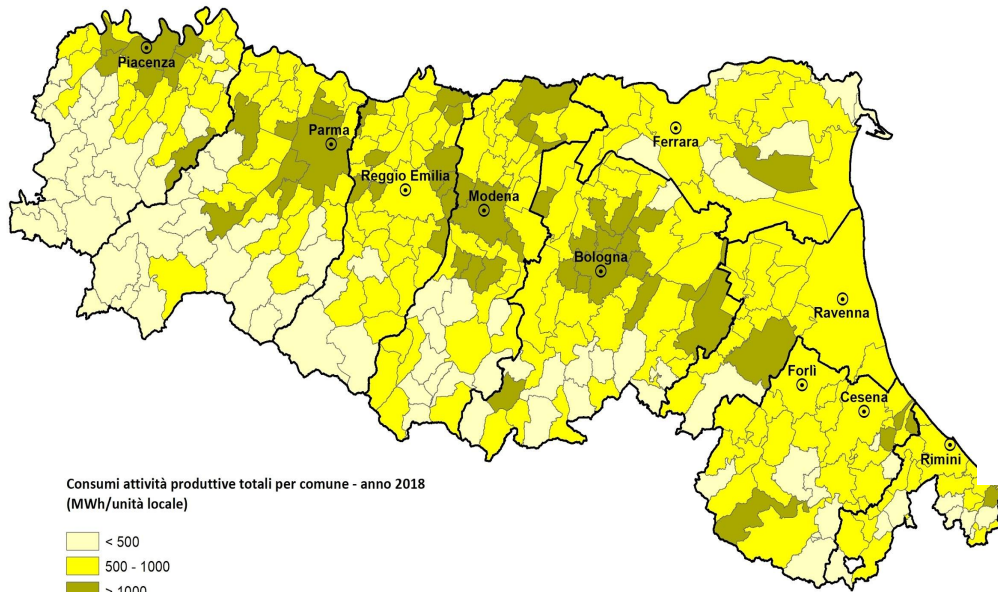 Piacenza
Parma
Reggio Emilia
Modena
Ferrara
Bologna
Ravenna
Forlì
Cesena
Rimini
Consumi attività produttive totali per comune - anno 2018
(MWh/unità locale)
< 500
500 - 1000
> 1000